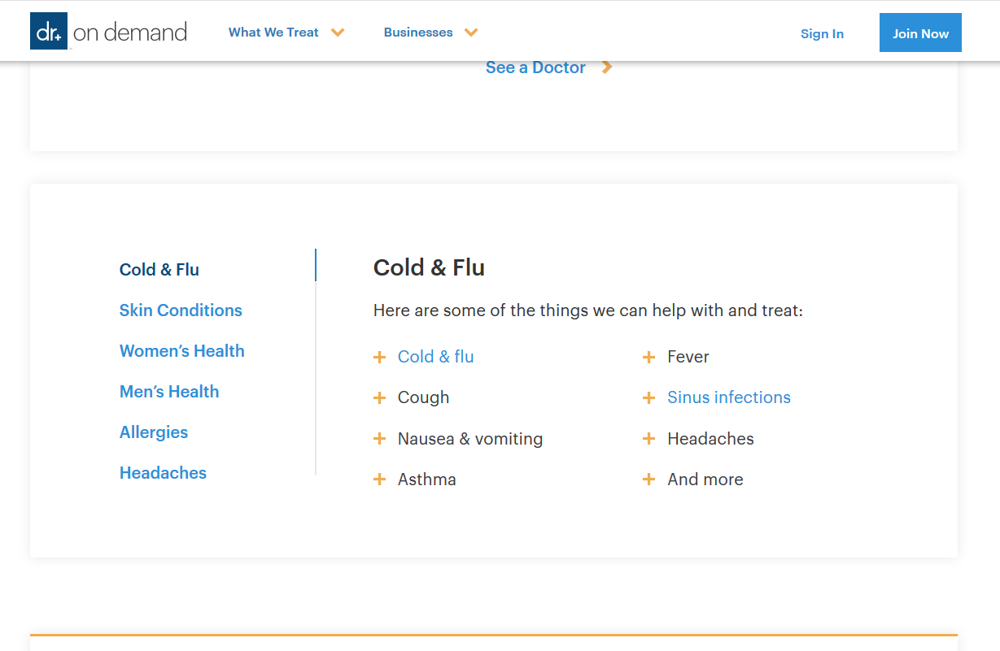 dr+ on demand
What We Treat
Businesses
Sign In
Join Now
See a Doctor
Cold & Flu
Skin Conditions
Women’s Health
Men’s Health
Allergies
Headaches
Cold & Flu
Here are some of the things we can help with and treat:
Cold & flu
Fever
Cough
Sinus infections
Nausea & vomiting
Headaches
Asthma
And more